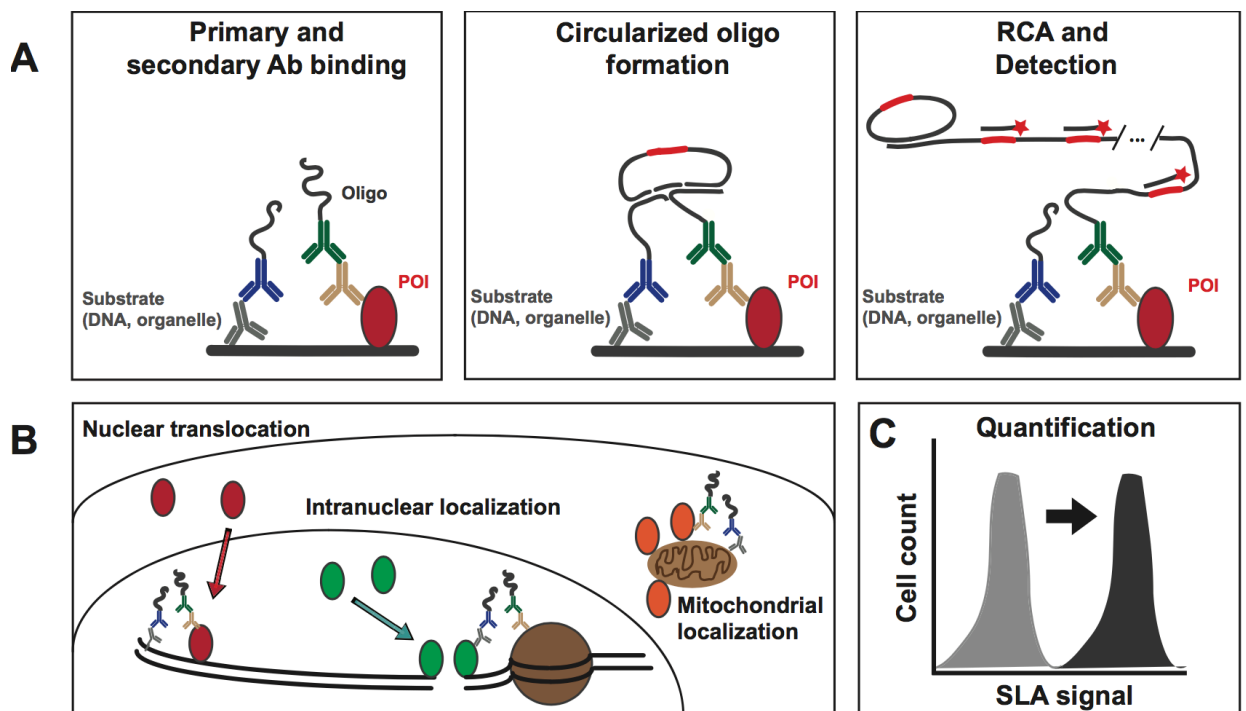 A
Primary and
secondary Ab binding
Oligo
POI
Substrate
(DNA, organelle)
Circularized oligo
formation
POI
Substrate
(DNA, organelle)
RCA and
Detection
...
POI
Substrate
(DNA, organelle)
B
Nuclear translocation
Intranuclear localization
Mitochondrial
localization
C
Quantification
Cell count
SLA signal